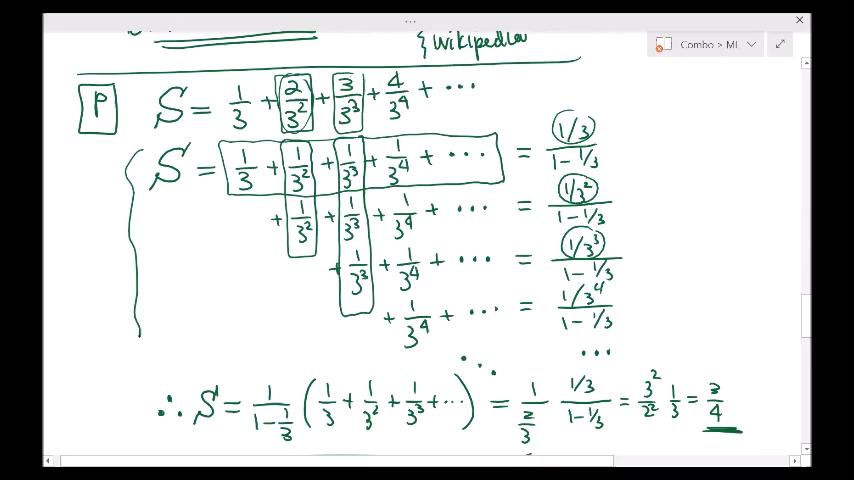 {Wikipedia
Combo > MI
P S = 1/3 + 2/3² + 3/3³ + 4/3⁴ + ⋯
S = 1/3 + 1/3² + 1/3³ + 1/3⁴ + ⋯ = (1/3)/(1 − 1/3)
+ 1/3² + 1/3³ + 1/3⁴ + ⋯ = (1/3²)/(1 − 1/3)
+ 1/3³ + 1/3⁴ + ⋯ = (1/3³)/(1 − 1/3)
+ 1/3⁴ + ⋯ = (1/3⁴)/(1 − 1/3)
⋱ ⋯
∴ S = 1/(1 − 1/3) (1/3 + 1/3² + 1/3³ + ⋯) = 1/(2/3) (1/3)/(1 − 1/3) = 3²/2² 1/3 = 3/4